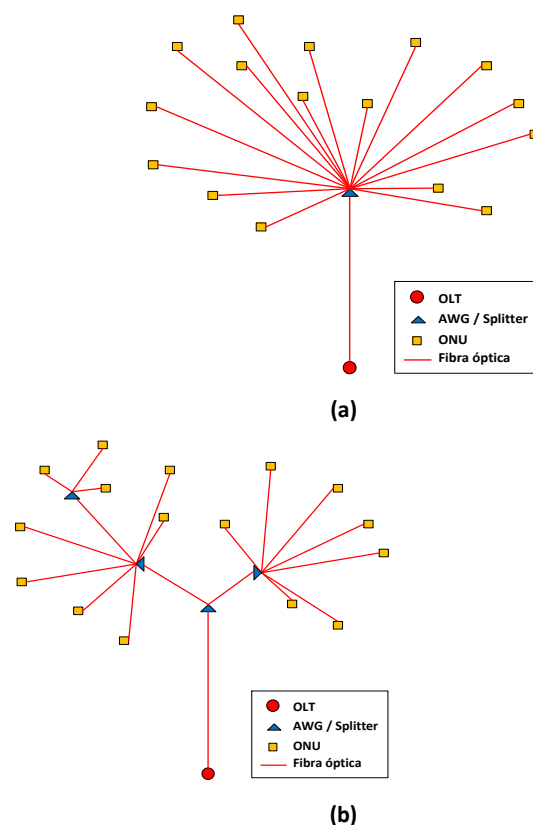 OLT
AWG / Splitter
ONU
Fibra óptica
(a)
OLT
AWG / Splitter
ONU
Fibra óptica
(b)